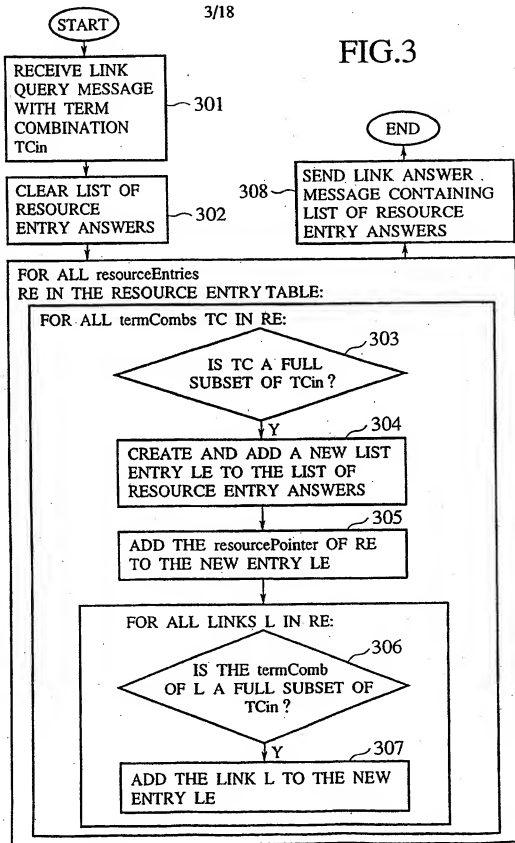 3/18
FIG.3
START
RECEIVE LINK
QUERY MESSAGE
WITH TERM
COMBINATION
TCin
301
CLEAR LIST OF
RESOURCE
ENTRY ANSWERS
302
END
308
SEND LINK ANSWER
MESSAGE CONTAINING
LIST OF RESOURCE
ENTRY ANSWERS
FOR ALL resourceEntries
RE IN THE RESOURCE ENTRY TABLE:
FOR ALL termCombs TC IN RE:
303
IS TC A FULL
SUBSET OF TCin?
Y
304
CREATE AND ADD A NEW LIST
ENTRY LE TO THE LIST OF
RESOURCE ENTRY ANSWERS
305
ADD THE resourcePointer OF RE
TO THE NEW ENTRY LE
FOR ALL LINKS L IN RE:
306
IS THE termComb
OF L A FULL SUBSET OF
TCin?
Y
307
ADD THE LINK L TO THE NEW
ENTRY LE